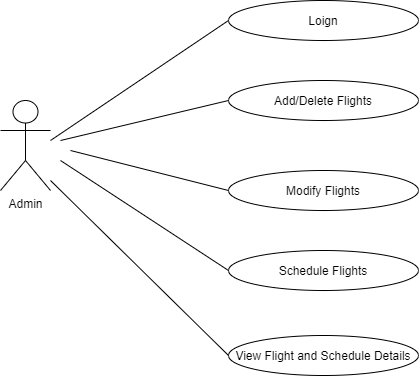 Loign
Add/Delete Flights
Modify Flights
Admin
Schedule Flights
View Flight and Schedule Details